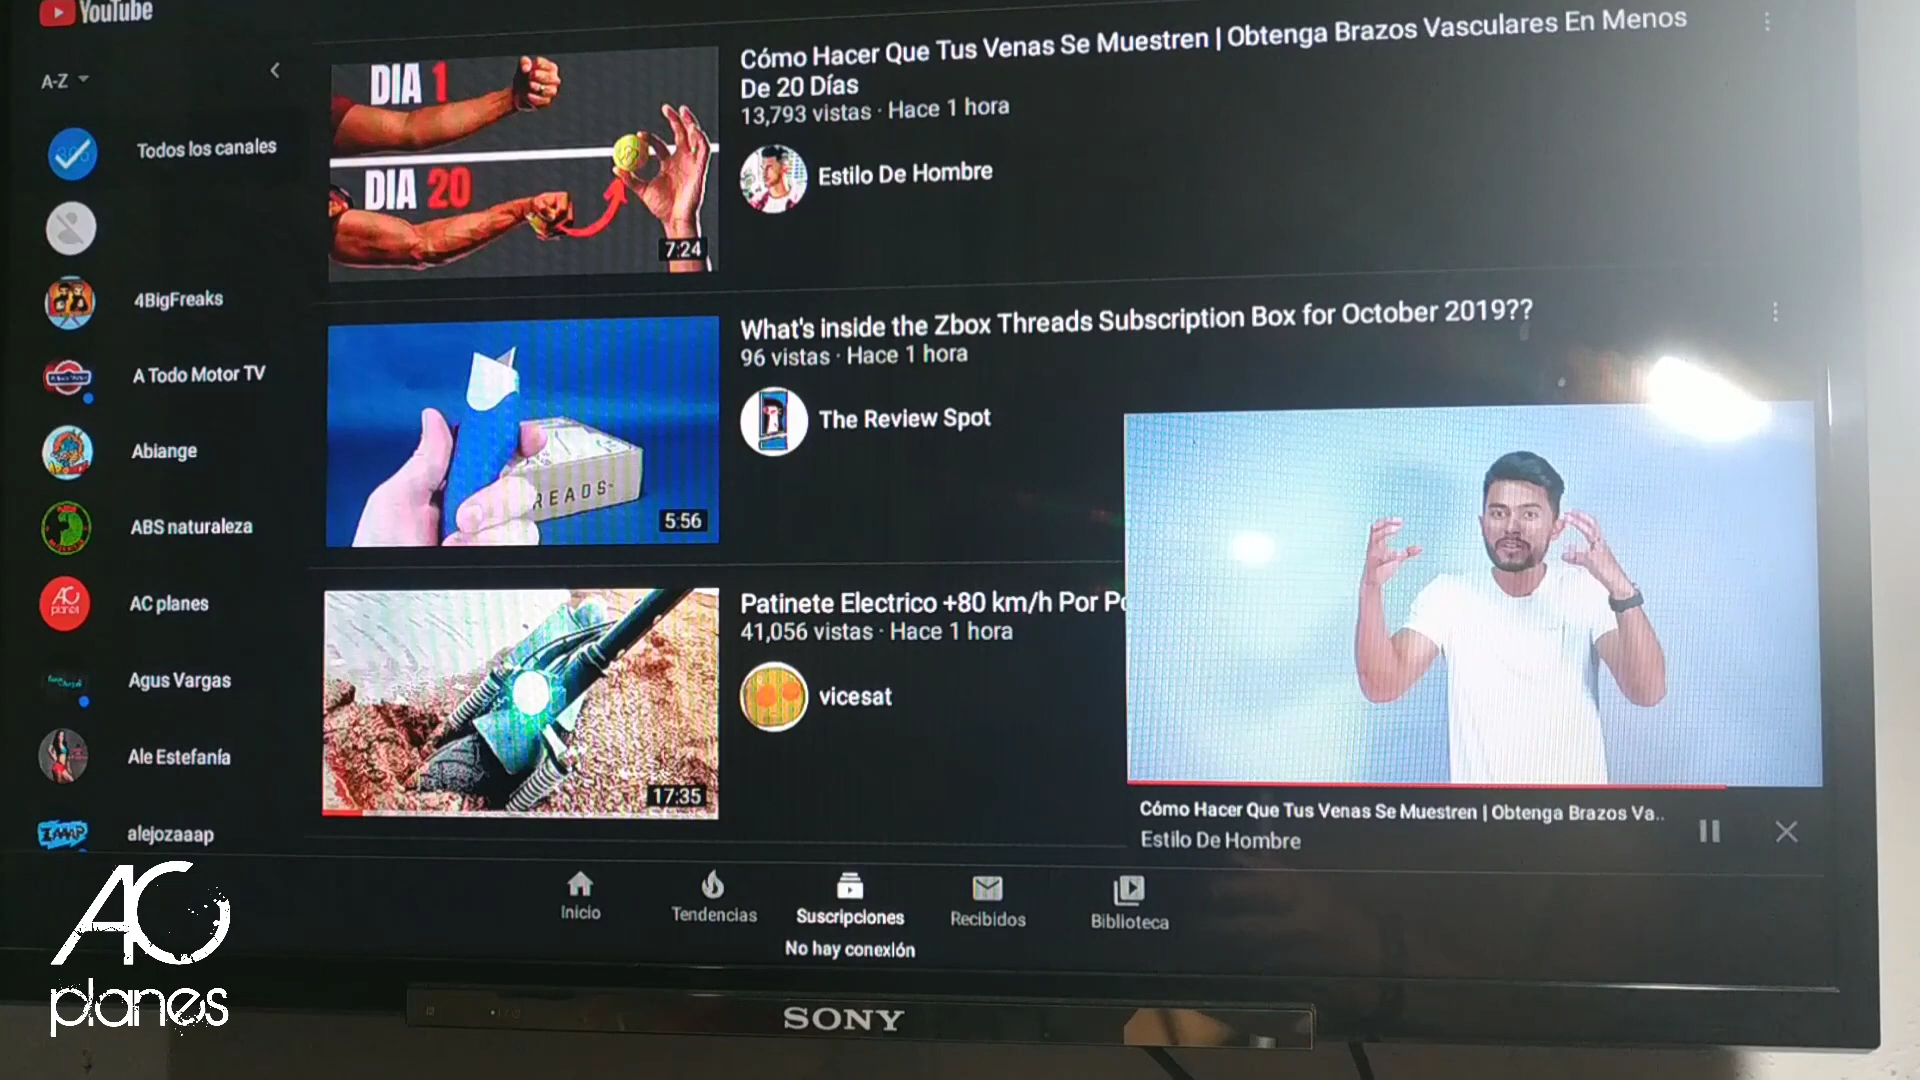 YouTube
A-Z
Todos los canales
4BigFreaks
A Todo Motor TV
Abiange
ABS naturaleza
AC planes
Agus Vargas
Ale Estefanía
alejozaaap
DIA 1
DIA 20
7:24
Cómo Hacer Que Tus Venas Se Muestren | Obtenga Brazos Vasculares En Menos
De 20 Días
13,793 vistas · Hace 1 hora
Estilo De Hombre
READS
5:56
What's inside the Zbox Threads Subscription Box for October 2019??
96 vistas · Hace 1 hora
The Review Spot
17:35
Patinete Electrico +80 km/h Por
41,056 vistas · Hace 1 hora
vicesat
Cómo Hacer Que Tus Venas Se Muestren | Obtenga Brazos Va..
Estilo De Hombre
Inicio
Tendencias
Suscripciones
Recibidos
Biblioteca
No hay conexión
SONY
AC
planes